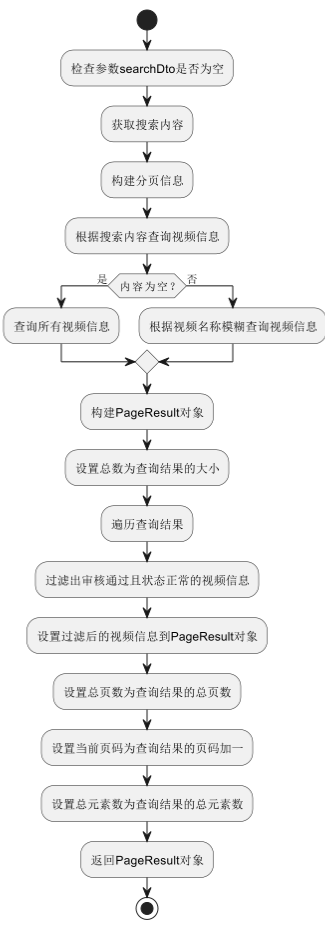 检查参数searchDto是否为空
获取搜索内容
构建分页信息
根据搜索内容查询视频信息
是
内容为空？
否
查询所有视频信息
根据视频名称模糊查询视频信息
构建PageResult对象
设置总数为查询结果的大小
遍历查询结果
过滤出审核通过且状态正常的视频信息
设置过滤后的视频信息到PageResult对象
设置总页数为查询结果的总页数
设置当前页码为查询结果的页码加一
设置总元素数为查询结果的总元素数
返回PageResult对象